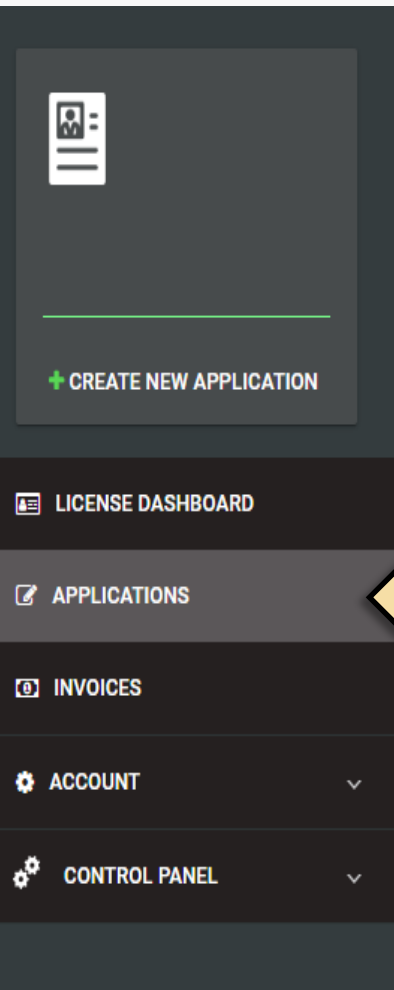 CREATE NEW APPLICATION
LICENSE DASHBOARD
APPLICATIONS
INVOICES
ACCOUNT
CONTROL PANEL